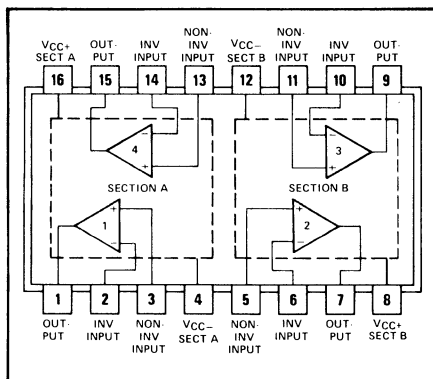 VCC+
SECT A
OUT-
PUT
INV
INPUT
NON-
INV
INPUT
VCC-
SECT B
NON-
INV
INPUT
INV
INPUT
OUT-
PUT
16
15
14
13
12
11
10
9
-
+
4
-
+
3
SECTION A
SECTION B
+
-
1
+
-
2
1
2
3
4
5
6
7
8
OUT-
PUT
INV
INPUT
NON-
INV
INPUT
VCC-
SECT A
NON-
INV
INPUT
INV
INPUT
OUT-
PUT
VCC+
SECT B